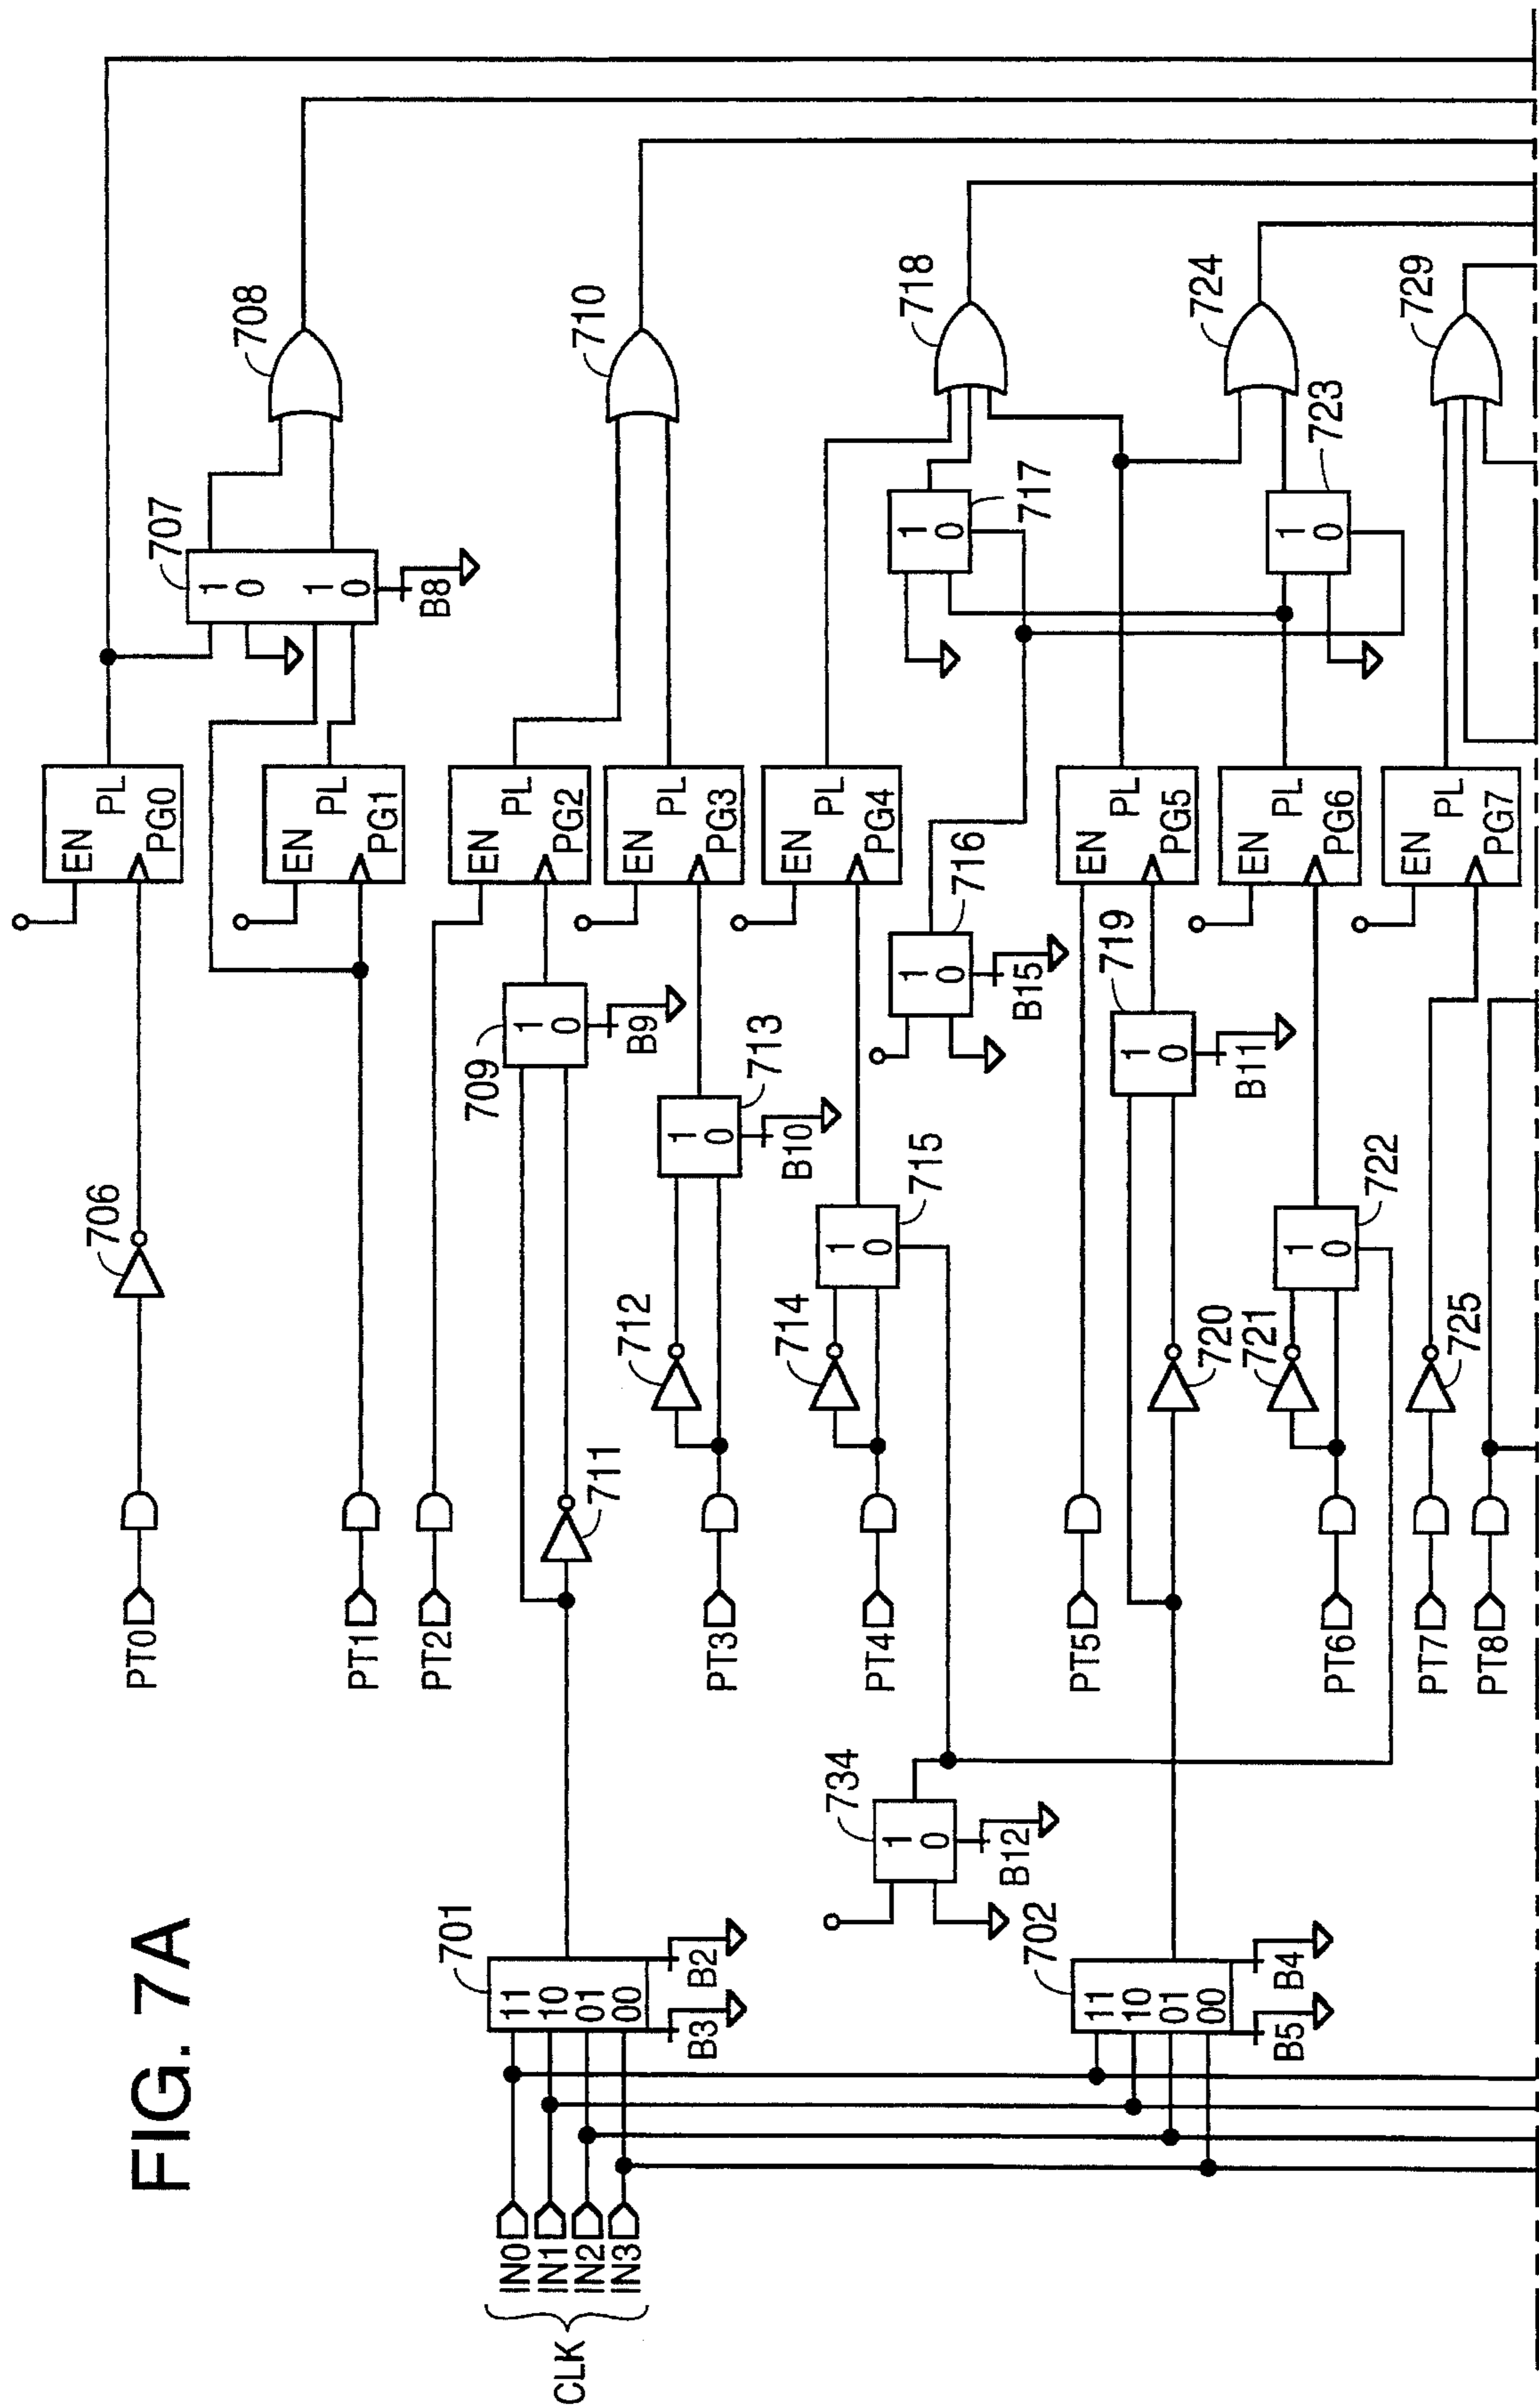 FIG. 7A
CLK
IN0
IN1
IN2
IN3
701
11
10
01
00
B3
B2
734
1
0
B12
702
11
10
01
00
B5
B4
PT0
PT1
PT2
PT3
PT4
PT5
PT6
PT7
PT8
706
711
709
1
0
B9
712
713
1
0
B10
714
715
1
0
716
1
0
B15
719
1
0
B11
720
721
722
1
0
725
EN
PL
PG0
EN
PL
PG1
EN
PL
PG2
EN
PL
PG3
EN
PL
PG4
EN
PL
PG5
EN
PL
PG6
EN
PL
PG7
707
1
0
1
0
B8
708
710
717
1
0
718
723
1
0
724
729